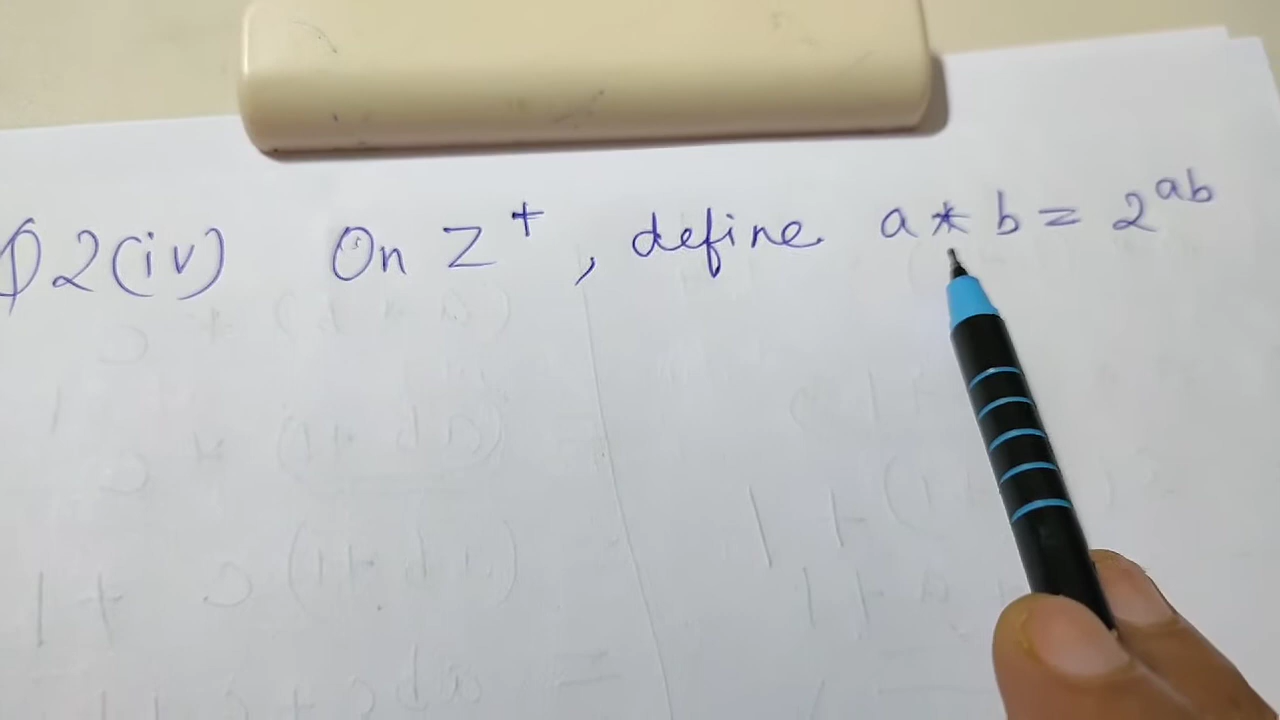 Q2(iv) On Z⁺, define a * b = 2^{ab}